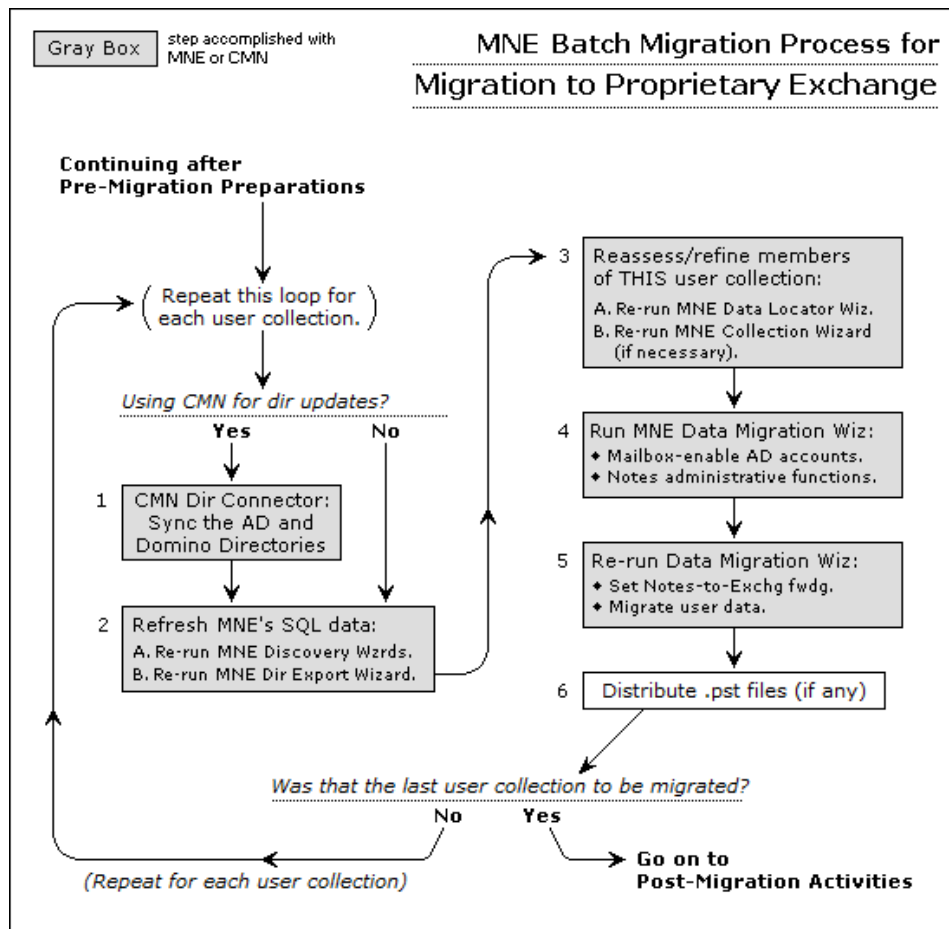 Gray Box
step accomplished with
MNE or CMN
MNE Batch Migration Process for
Migration to Proprietary Exchange
Continuing after
Pre-Migration Preparations
(Repeat this loop for
each user collection.)
Using CMN for dir updates?
Yes
No
1
CMN Dir Connector:
Sync the AD and
Domino Directories
2
Refresh MNE's SQL data:
A. Re-run MNE Discovery Wzrds.
B. Re-run MNE Dir Export Wizard.
3
Reassess/refine members
of THIS user collection:
A. Re-run MNE Data Locator Wiz.
B. Re-run MNE Collection Wizard
(if necessary).
4
Run MNE Data Migration Wiz:
◆ Mailbox-enable AD accounts.
◆ Notes administrative functions.
5
Re-run Data Migration Wiz:
◆ Set Notes-to-Exchg fwdg.
◆ Migrate user data.
6
Distribute .pst files (if any)
Was that the last user collection to be migrated?
No
Yes
(Repeat for each user collection)
Go on to
Post-Migration Activities